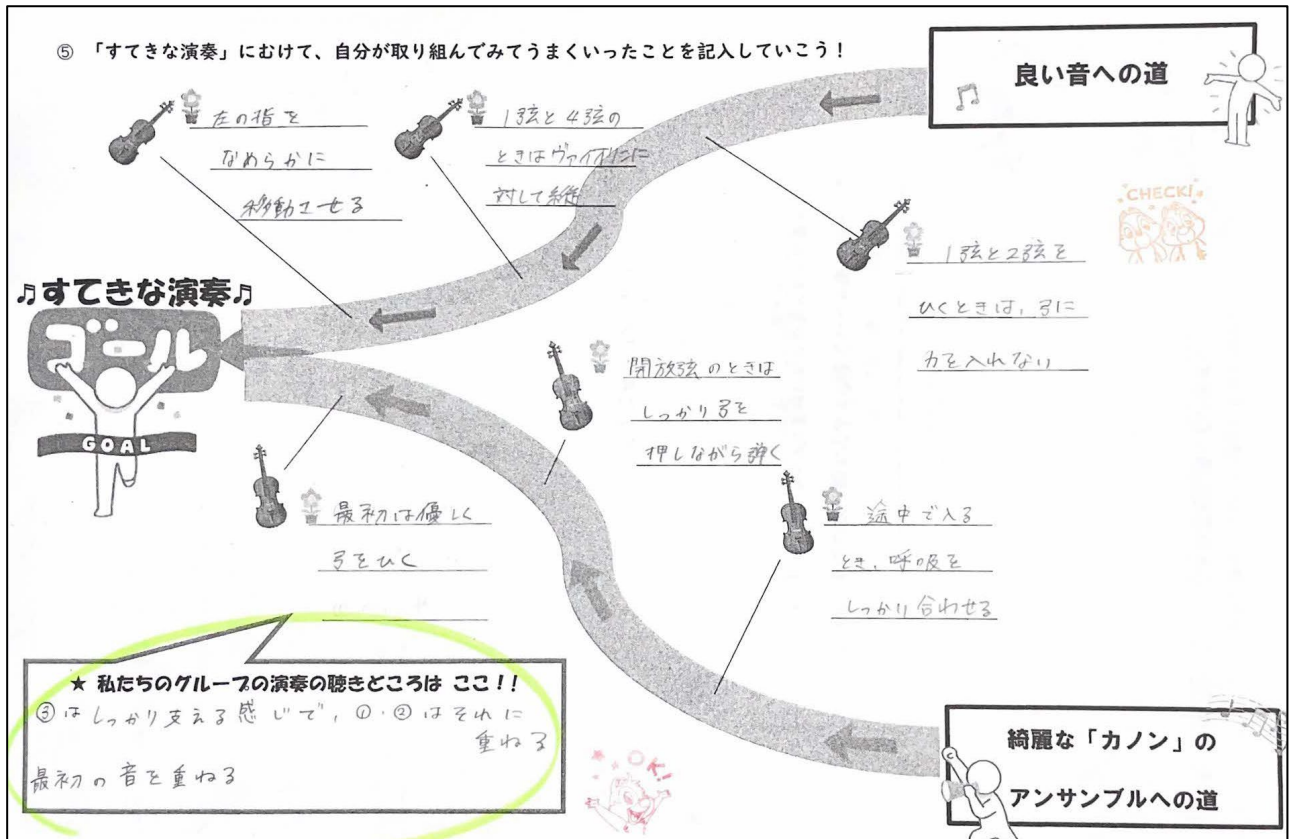 ⑤ 「すてきな演奏」にむけて、自分が取り組んでみてうまくいったことを記入していこう！
良い音への道
左の指を
なめらかに
移動させる
1弦と4弦の
ときはヴァイオリンに
対して縦
CHECK!
1弦と2弦を
ひくときは、弓に
力を入れない
♫すてきな演奏♫
ゴール
GOAL
開放弦のときは
しっかり弓を
押しながら弾く
最初は優しく
弓をひく
途中で入る
とき、呼吸を
しっかり合わせる
★ 私たちのグループの演奏の聴きどころは ここ！！
③はしっかり支える感じで、①・②はそれに
重ねる
最初の音を重ねる
OK!
綺麗な「カノン」の
アンサンブルへの道